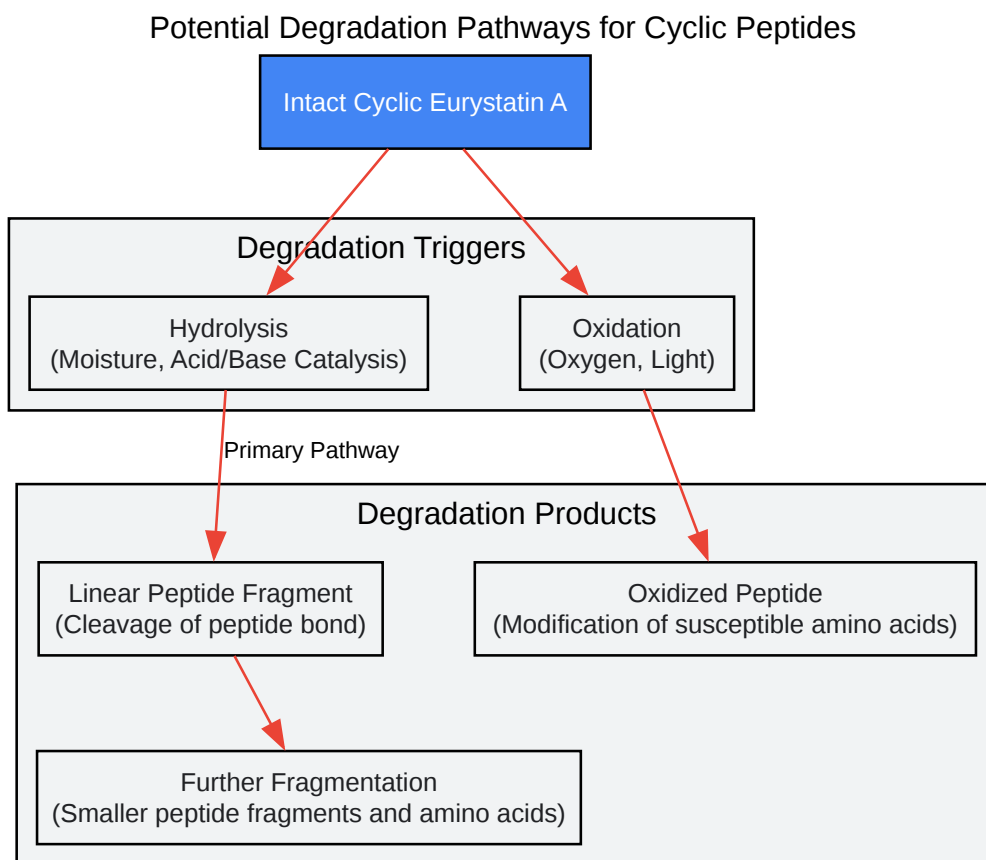 Potential Degradation Pathways for Cyclic Peptides
Intact Cyclic Eurystatin A
Degradation Triggers
Hydrolysis
(Moisture, Acid/Base Catalysis)
Oxidation
(Oxygen, Light)
Primary Pathway
Degradation Products
Linear Peptide Fragment
(Cleavage of peptide bond)
Oxidized Peptide
(Modification of susceptible amino acids)
Further Fragmentation
(Smaller peptide fragments and amino acids)